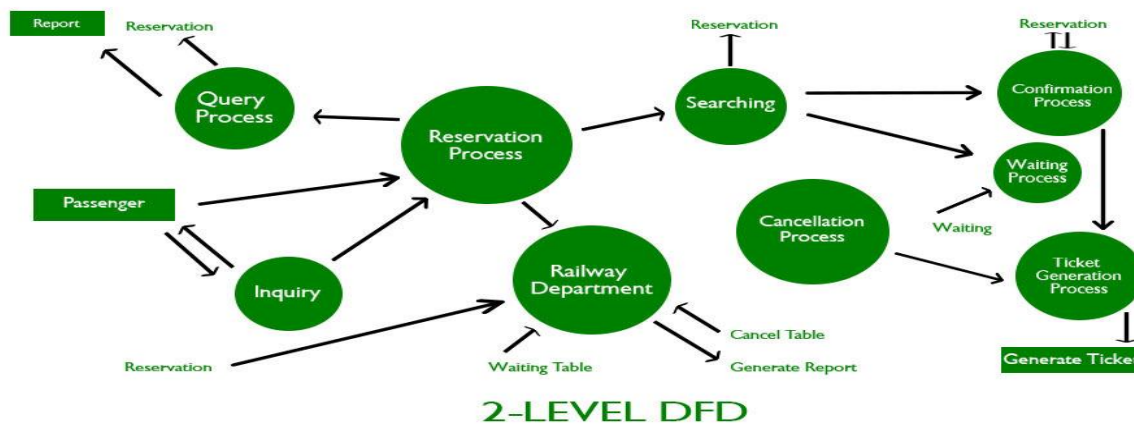 Report
Reservation
Reservation
Reservation
Query
Process
Reservation
Process
Searching
Confirmation
Process
Waiting
Process
Passenger
Cancellation
Process
Waiting
Inquiry
Railway
Department
Ticket
Generation
Process
Cancel Table
Reservation
Waiting Table
Generate Report
Generate Ticket
2-LEVEL DFD